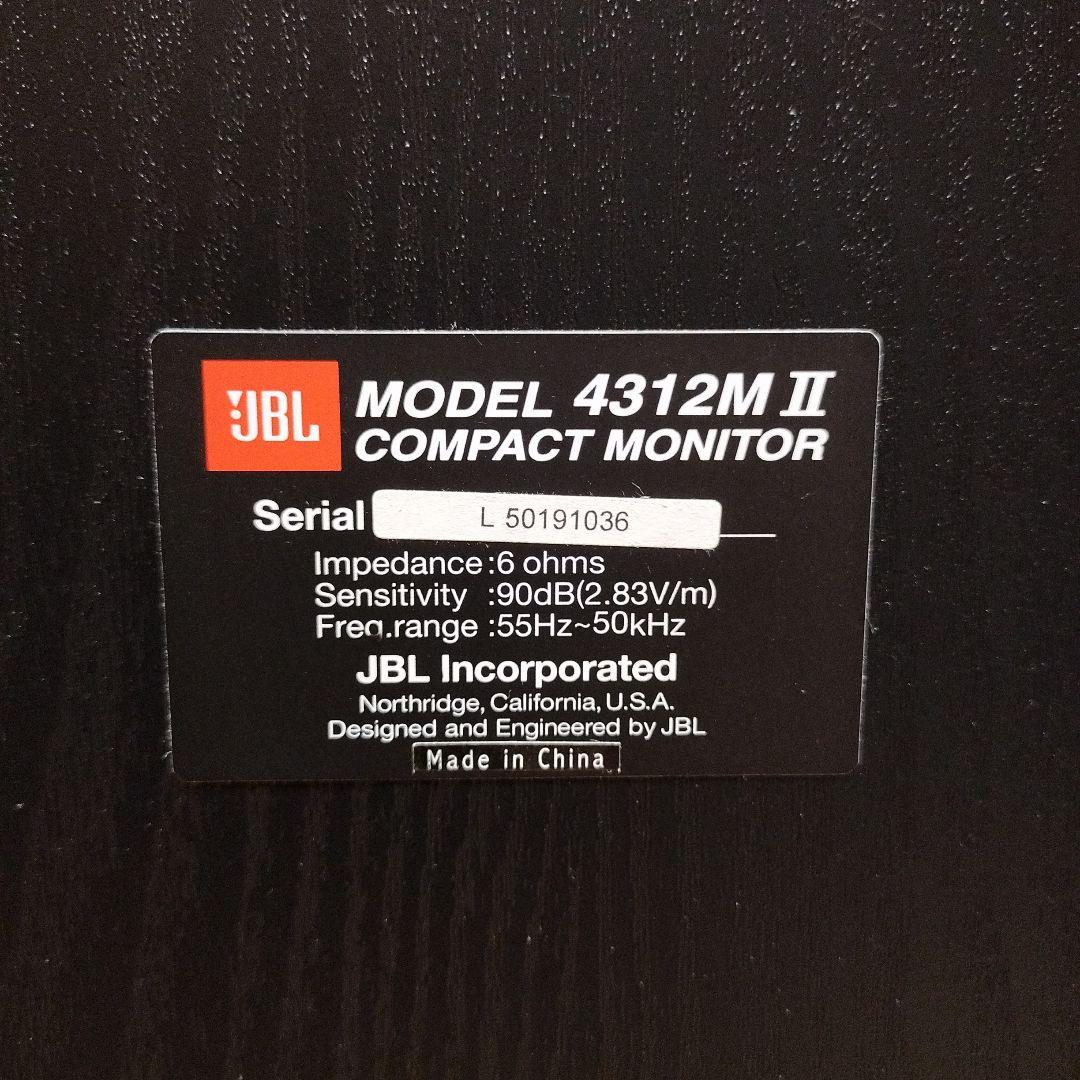 JBL MODEL 4312M II
COMPACT MONITOR
Serial L 50191036
Impedance :6 ohms
Sensitivity :90dB(2.83V/m)
Freq.range :55Hz~50kHz
JBL Incorporated
Northridge, California, U.S.A.
Designed and Engineered by JBL
Made in China